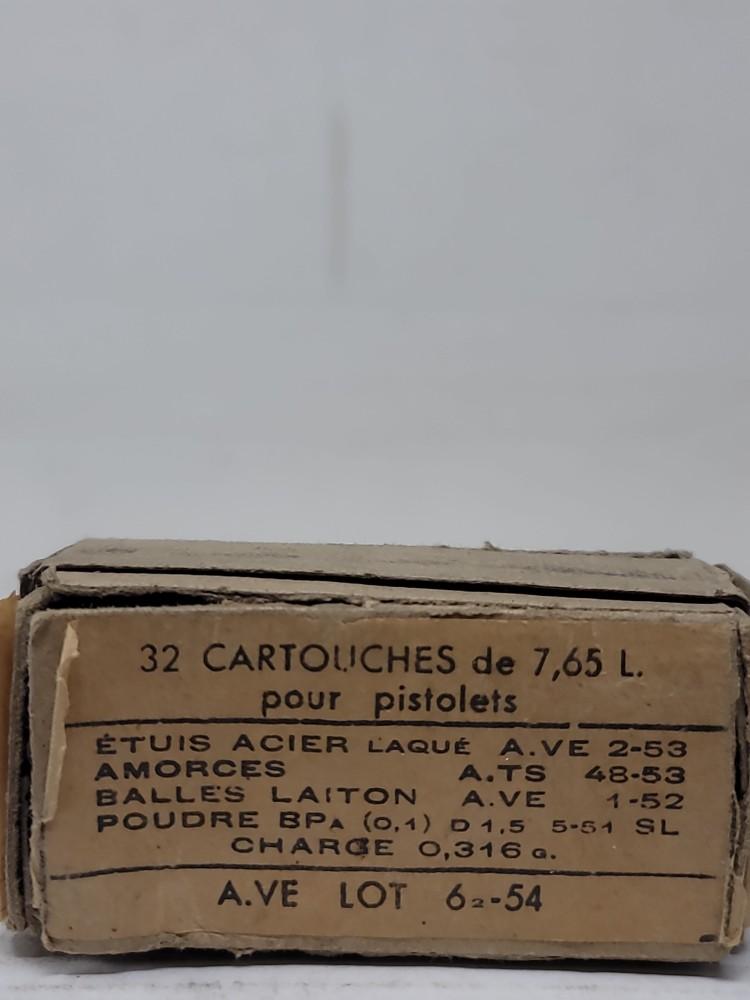 32 CARTOUCHES de 7,65 L.
pour pistolets
ÉTUIS ACIER LAQUÉ A.VE 2-53
AMORCES A.TS 48-53
BALLES LAITON A.VE 1-52
POUDRE BPA (0,1) D 1,5 5-51 SL
CHARGE 0,316 G.
A.VE LOT 62-54